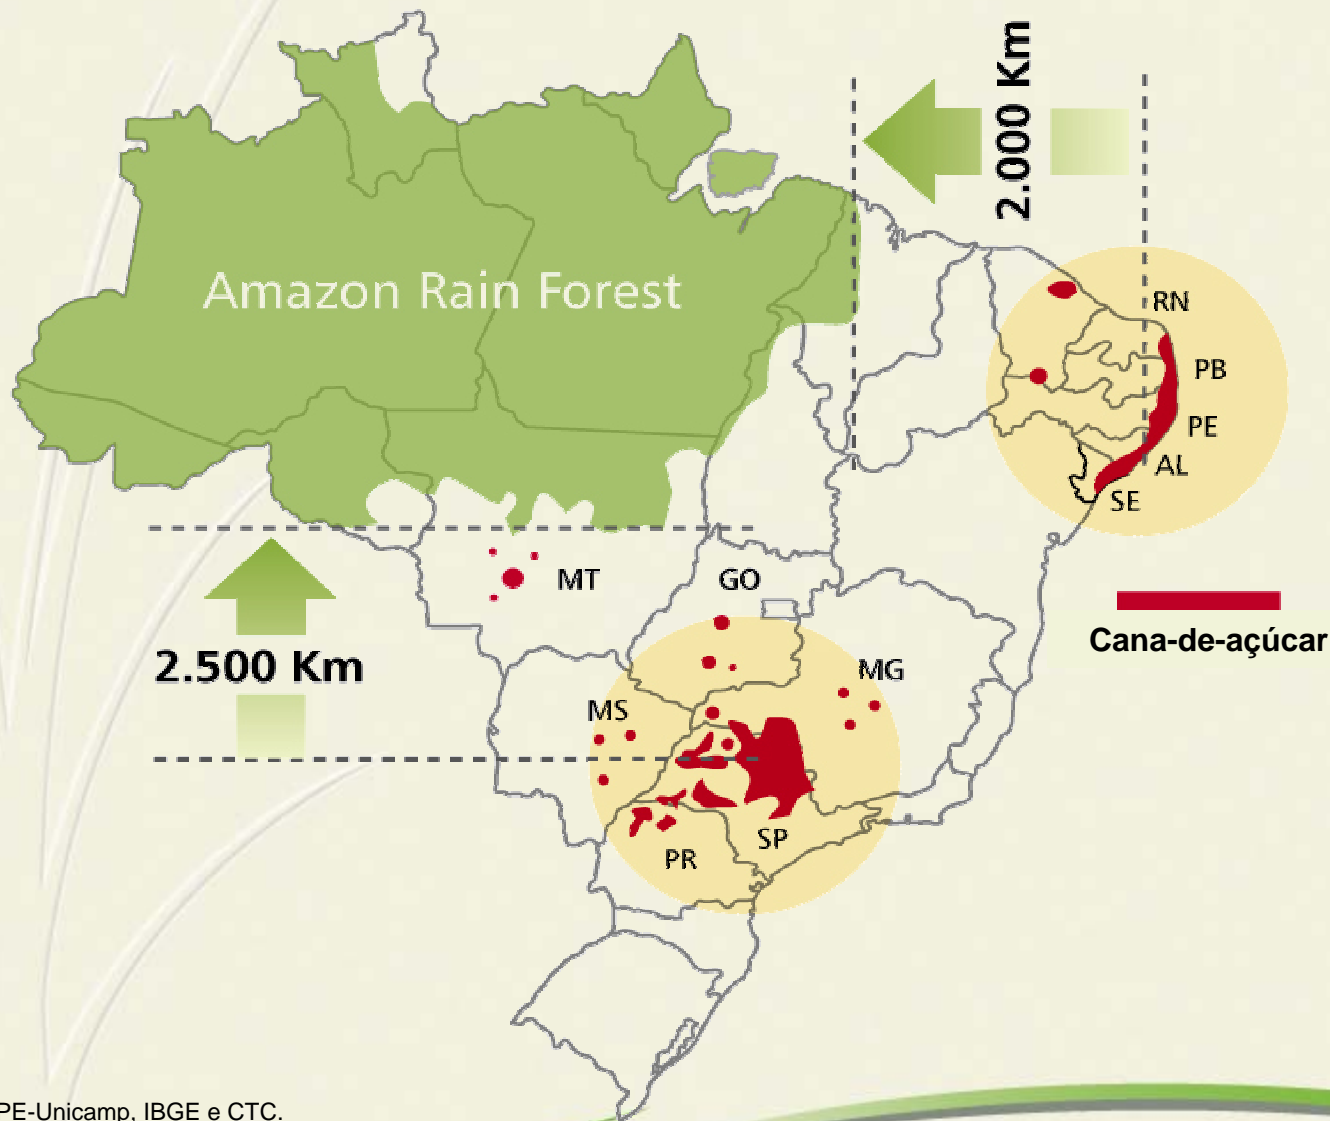 2.000 Km
Amazon Rain Forest
RN
PB
PE
AL
SE
MT
GO
Cana-de-açúcar
2.500 Km
MG
MS
SP
PR
PE-Unicamp, IBGE e CTC.